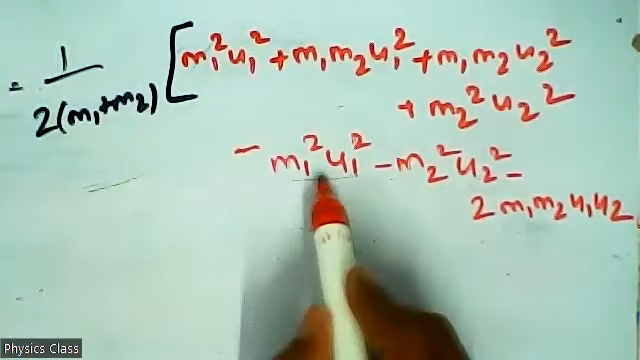 = 1/2(m₁+m₂) [m₁²u₁² + m₁m₂u₁² + m₁m₂u₂²
+ m₂²u₂²
- m₁²u₁² - m₂²u₂² -
2m₁m₂u₁u₂
Physics Class